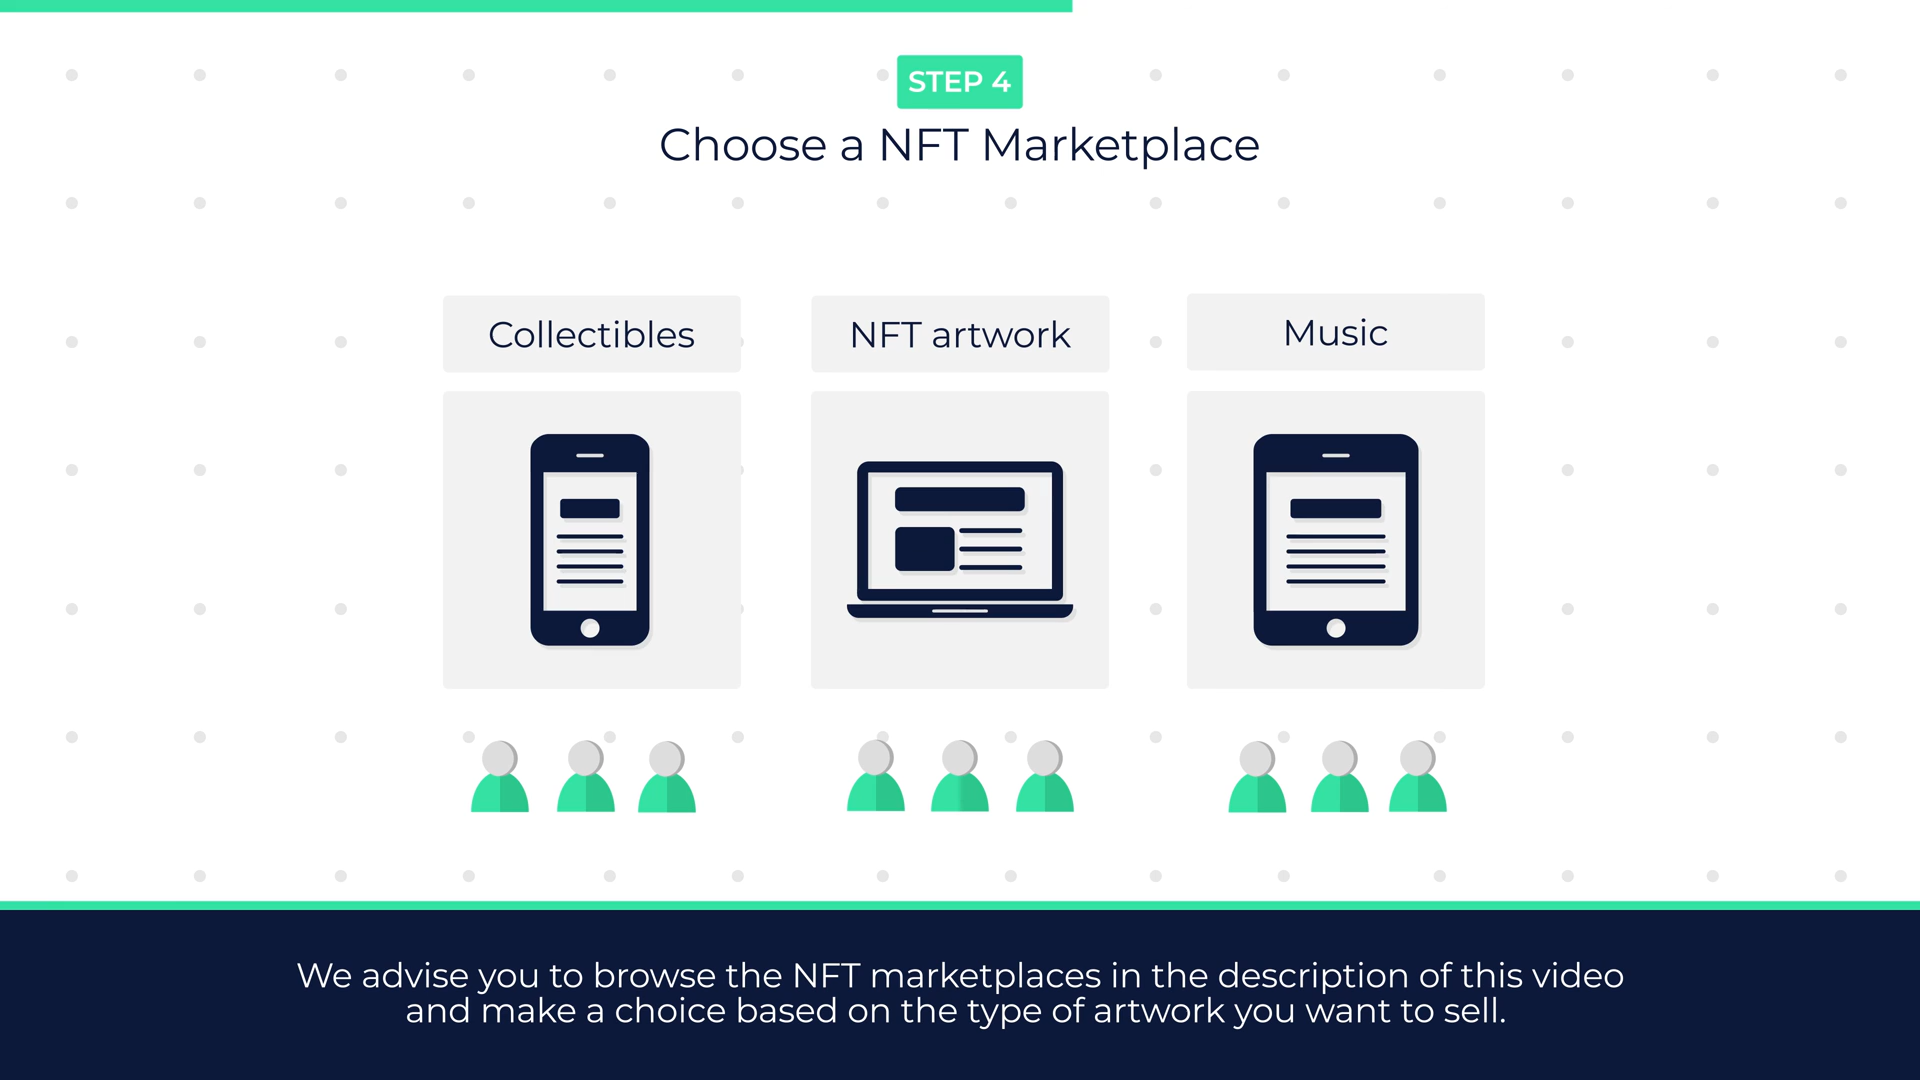 STEP 4
Choose a NFT Marketplace
Collectibles
NFT artwork
Music
We advise you to browse the NFT marketplaces in the description of this video
and make a choice based on the type of artwork you want to sell.